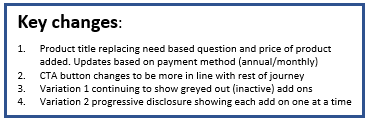 Key changes:
1. Product title replacing need based question and price of product
added. Updates based on payment method (annual/monthly)
2. CTA button changes to be more in line with rest of journey
3. Variation 1 continuing to show greyed out (inactive) add ons
4. Variation 2 progressive disclosure showing each add on one at a time